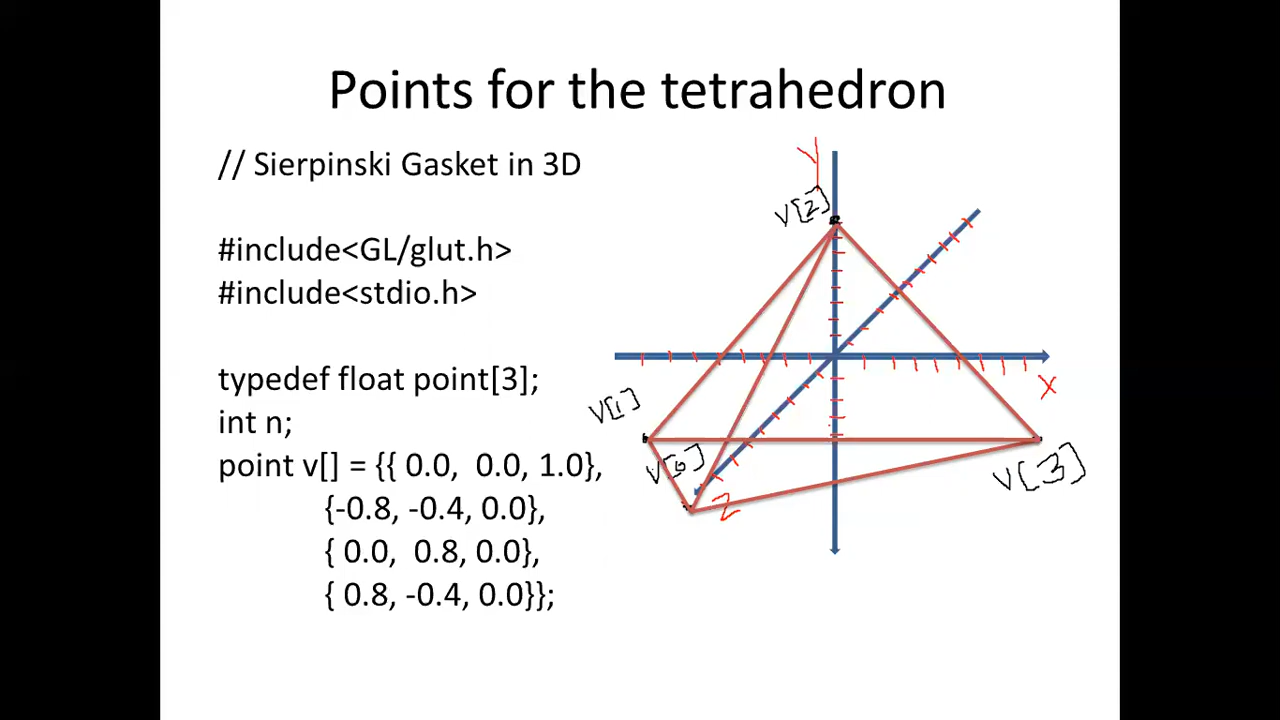 Points for the tetrahedron
// Sierpinski Gasket in 3D
#include<GL/glut.h>
#include<stdio.h>
typedef float point[3];
int n;
point v[] = {{ 0.0, 0.0, 1.0},
{-0.8, -0.4, 0.0},
{ 0.0, 0.8, 0.0},
{ 0.8, -0.4, 0.0}};
Y
V[2]
X
V[1]
V[0]
V[3]
Z